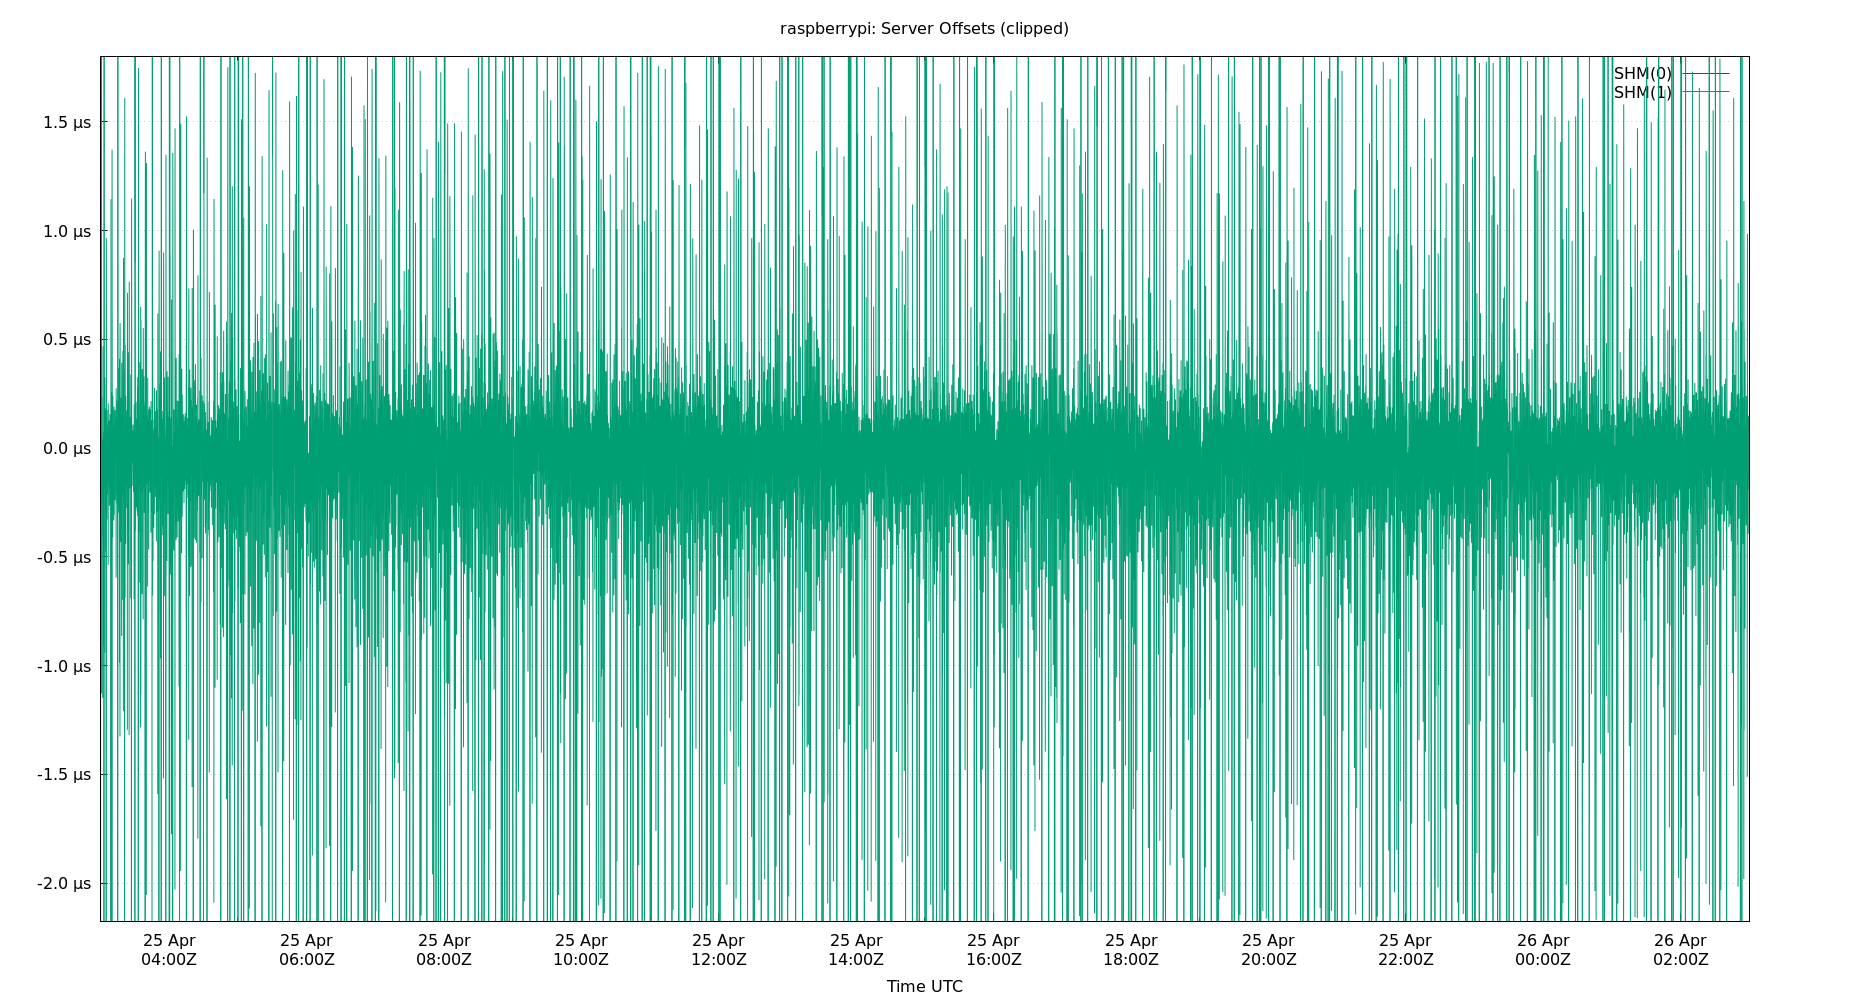 raspberrypi: Server Offsets (clipped)
SHM(0)
SHM(1)
1.5 µs
1.0 µs
0.5 µs
0.0 µs
-0.5 µs
-1.0 µs
-1.5 µs
-2.0 µs
25 Apr 25 Apr 25 Apr 25 Apr 25 Apr 25 Apr 25 Apr 25 Apr 25 Apr 25 Apr 26 Apr 26 Apr
04:00Z 06:00Z 08:00Z 10:00Z 12:00Z 14:00Z 16:00Z 18:00Z 20:00Z 22:00Z 00:00Z 02:00Z
Time UTC